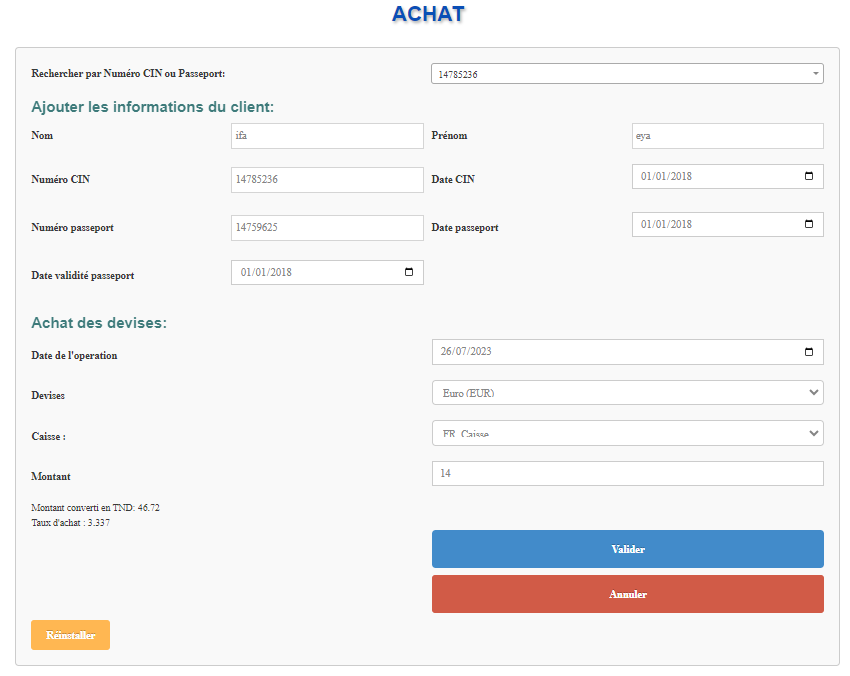 ACHAT
Rechercher par Numéro CIN ou Passeport: 14785236
Ajouter les informations du client:
Nom ifa Prénom eya
Numéro CIN 14785236 Date CIN 01/01/2018
Numéro passeport 14759625 Date passeport 01/01/2018
Date validité passeport 01/01/2018
Achat des devises:
Date de l'operation 26/07/2023
Devises Euro (EUR)
Caisse : FR_Caisse
Montant 14
Montant converti en TND: 46.72
Taux d'achat : 3.337
Valider
Annuler
Réinstaller